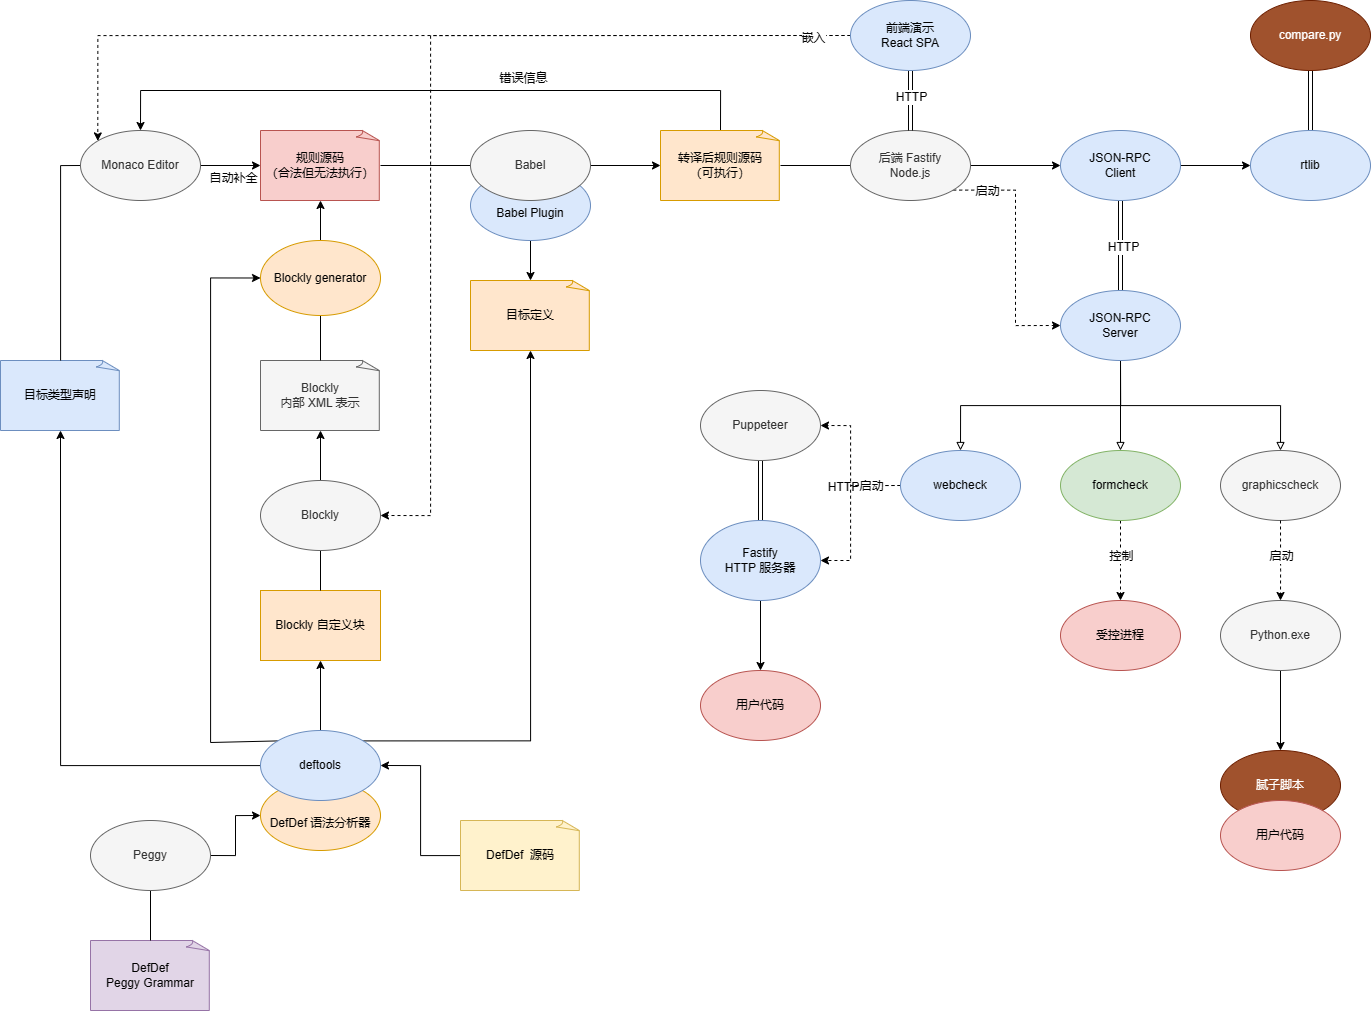 前端演示
React SPA
compare.py
嵌入
错误信息
HTTP
Monaco Editor
自动补全
规则源码
（合法但无法执行）
Babel
Babel Plugin
转译后规则源码
（可执行）
后端 Fastify
Node.js
启动
JSON-RPC
Client
rtlib
HTTP
Blockly generator
目标定义
JSON-RPC
Server
目标类型声明
Blockly
内部 XML 表示
Puppeteer
HTTP启动
webcheck
formcheck
graphicscheck
Blockly
Fastify
HTTP 服务器
控制
启动
Blockly 自定义块
受控进程
Python.exe
用户代码
deftools
DefDef 语法分析器
腻子脚本
用户代码
Peggy
DefDef 源码
DefDef
Peggy Grammar